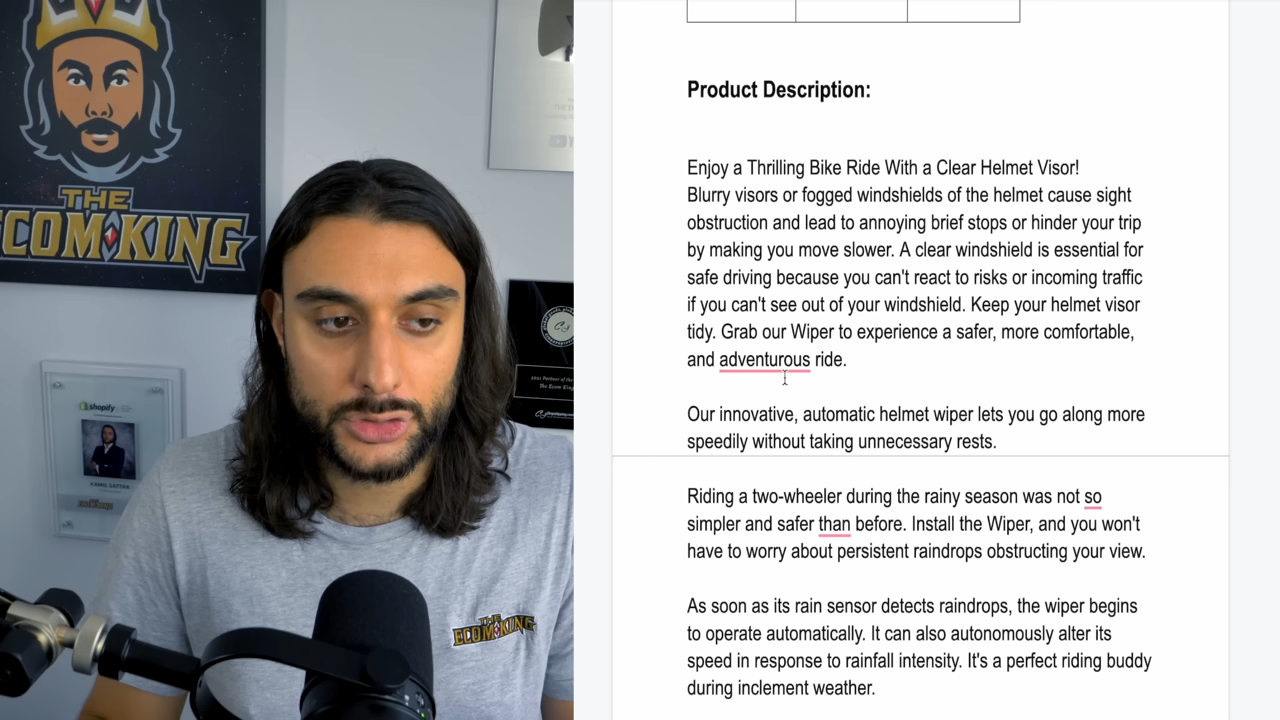 THE
ECOM KING
shopify
KAMIL SATTAR
THE
ECOM KING
Product Description:
Enjoy a Thrilling Bike Ride With a Clear Helmet Visor!
Blurry visors or fogged windshields of the helmet cause sight
obstruction and lead to annoying brief stops or hinder your trip
by making you move slower. A clear windshield is essential for
safe driving because you can't react to risks or incoming traffic
if you can't see out of your windshield. Keep your helmet visor
tidy. Grab our Wiper to experience a safer, more comfortable,
and adventurous ride.
Our innovative, automatic helmet wiper lets you go along more
speedily without taking unnecessary rests.
Riding a two-wheeler during the rainy season was not so
simpler and safer than before. Install the Wiper, and you won't
have to worry about persistent raindrops obstructing your view.
As soon as its rain sensor detects raindrops, the wiper begins
to operate automatically. It can also autonomously alter its
speed in response to rainfall intensity. It's a perfect riding buddy
during inclement weather.